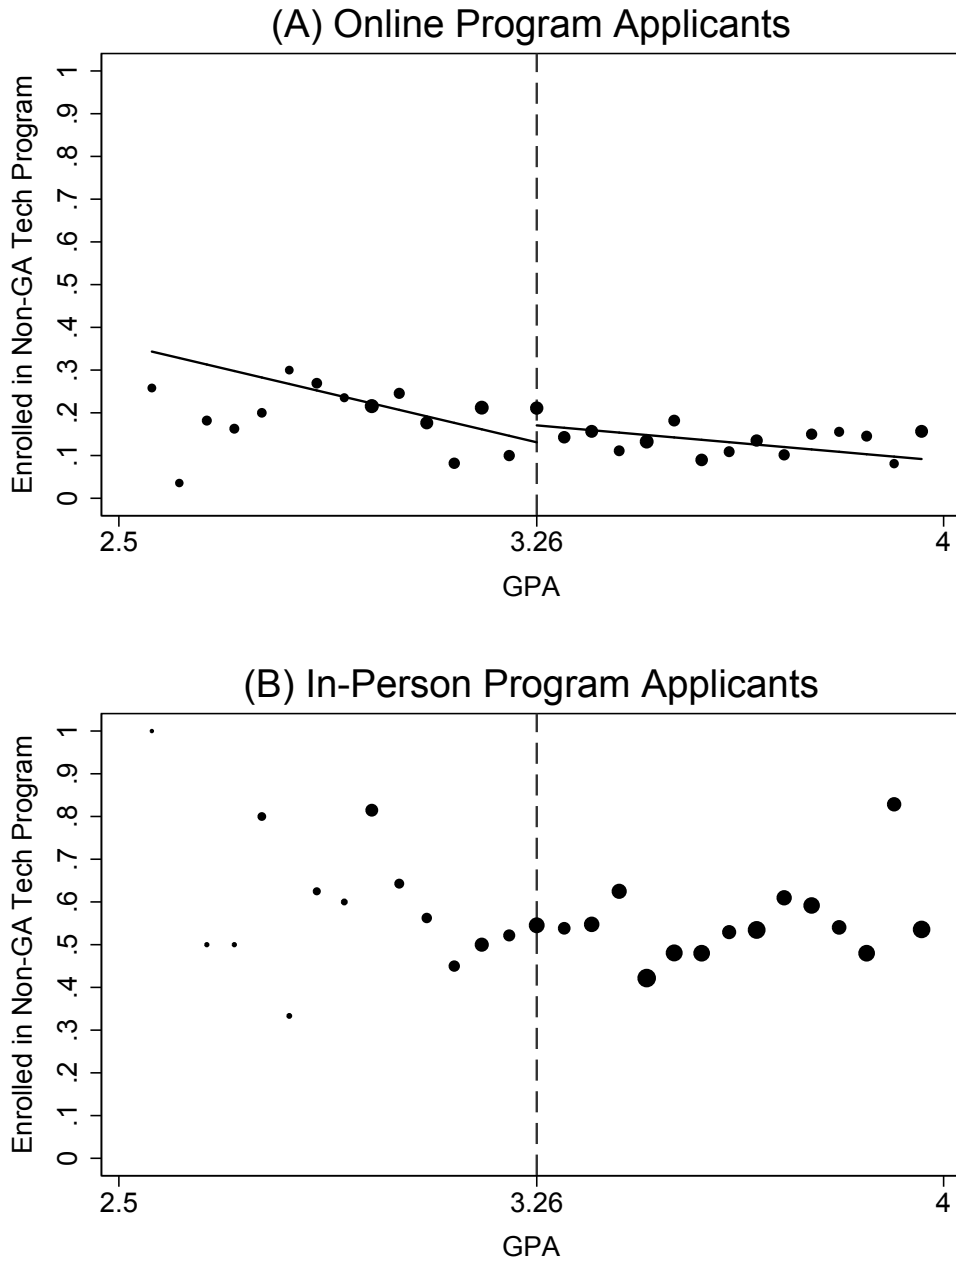 (A) Online Program Applicants
Enrolled in Non-GA Tech Program
1
.9
.8
.7
.6
.5
.4
.3
.2
.1
0
2.5 3.26 4
GPA
(B) In-Person Program Applicants
Enrolled in Non-GA Tech Program
1
.9
.8
.7
.6
.5
.4
.3
.2
.1
0
2.5 3.26 4
GPA